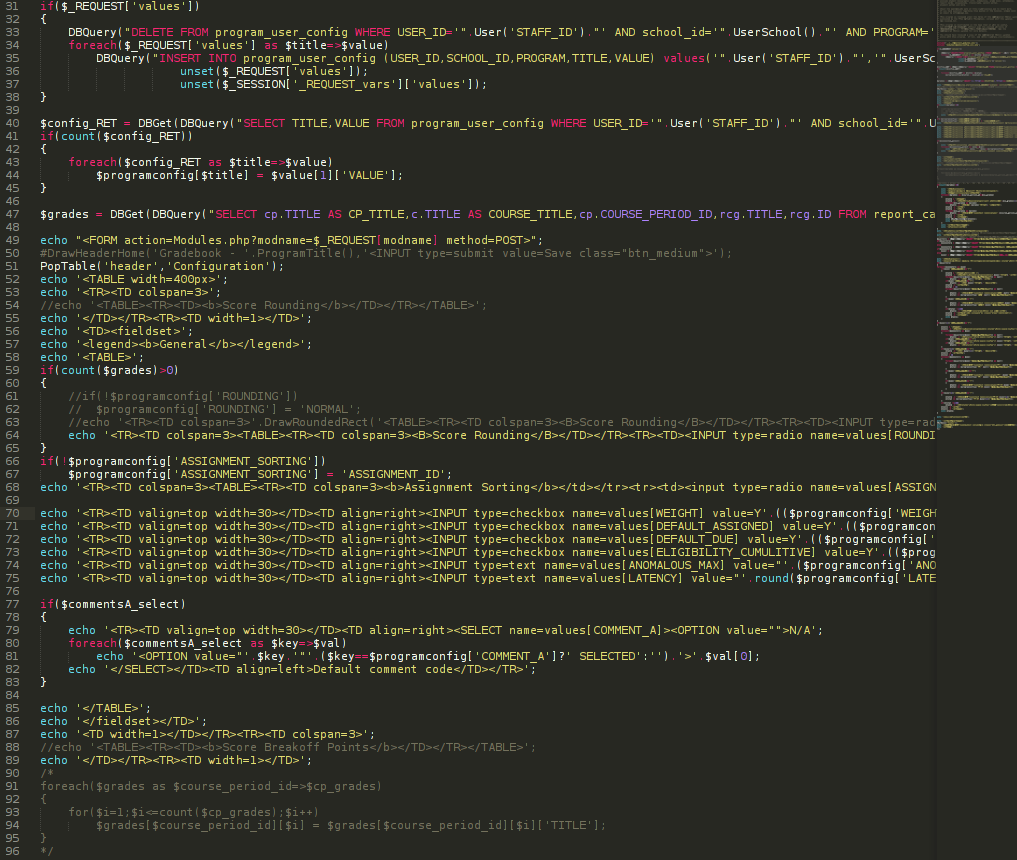 31 if($_REQUEST['values'])
32 {
33 DBQuery("DELETE FROM program_user_config WHERE USER_ID='".User('STAFF_ID')."' AND school_id='".UserSchool()."' AND PROGRAM='
34 foreach($_REQUEST['values'] as $title=>$value)
35 DBQuery("INSERT INTO program_user_config (USER_ID,SCHOOL_ID,PROGRAM,TITLE,VALUE) values('".User('STAFF_ID')."','".UserSc
36 unset($_REQUEST['values']);
37 unset($_SESSION['_REQUEST_vars']['values']);
38 }
39
40 $config_RET = DBGet(DBQuery("SELECT TITLE,VALUE FROM program_user_config WHERE USER_ID='".User('STAFF_ID')."' AND school_id='".U
41 if(count($config_RET))
42 {
43 foreach($config_RET as $title=>$value)
44 $programconfig[$title] = $value[1]['VALUE'];
45 }
46
47 $grades = DBGet(DBQuery("SELECT cp.TITLE AS CP_TITLE,c.TITLE AS COURSE_TITLE,cp.COURSE_PERIOD_ID,rcg.TITLE,rcg.ID FROM report_ca
48
49 echo "<FORM action=Modules.php?modname=$_REQUEST[modname] method=POST>";
50 #DrawHeaderHome('Gradebook - '.ProgramTitle(),'<INPUT type=submit value=Save class="btn_medium">');
51 PopTable('header','Configuration');
52 echo '<TABLE width=400px>';
53 echo '<TR><TD colspan=3>';
54 //echo '<TABLE><TR><TD><b>Score Rounding</b></TD></TR></TABLE>';
55 echo '</TD></TR><TR><TD width=1></TD>';
56 echo '<TD><fieldset>';
57 echo '<legend><b>General</b></legend>';
58 echo '<TABLE>';
59 if(count($grades)>0)
60 {
61 //if(!$programconfig['ROUNDING'])
62 // $programconfig['ROUNDING'] = 'NORMAL';
63 //echo '<TR><TD colspan=3>'.DrawRoundedRect('<TABLE><TR><TD colspan=3><B>Score Rounding</B></TD></TR><TR><TD><INPUT type=rad
64 echo '<TR><TD colspan=3><TABLE><TR><TD colspan=3><B>Score Rounding</B></TD></TR><TR><TD><INPUT type=radio name=values[ROUNDI
65 }
66 if(!$programconfig['ASSIGNMENT_SORTING'])
67 $programconfig['ASSIGNMENT_SORTING'] = 'ASSIGNMENT_ID';
68 echo '<TR><TD colspan=3><TABLE><TR><TD colspan=3><b>Assignment Sorting</b></td></tr><tr><td><input type=radio name=values[ASSIGN
69
70 echo '<TR><TD valign=top width=30></TD><TD align=right><INPUT type=checkbox name=values[WEIGHT] value=Y'.(($programconfig['WEIGH
71 echo '<TR><TD valign=top width=30></TD><TD align=right><INPUT type=checkbox name=values[DEFAULT_ASSIGNED] value=Y'.(($programcon
72 echo '<TR><TD valign=top width=30></TD><TD align=right><INPUT type=checkbox name=values[DEFAULT_DUE] value=Y'.(($programconfig['
73 echo '<TR><TD valign=top width=30></TD><TD align=right><INPUT type=checkbox name=values[ELIGIBILITY_CUMULITIVE] value=Y'.(($prog
74 echo '<TR><TD valign=top width=30></TD><TD align=right><INPUT type=text name=values[ANOMALOUS_MAX] value="'.($programconfig['ANO
75 echo '<TR><TD valign=top width=30></TD><TD align=right><INPUT type=text name=values[LATENCY] value="'.round($programconfig['LATE
76
77 if($commentsA_select)
78 {
79 echo '<TR><TD valign=top width=30></TD><TD align=right><SELECT name=values[COMMENT_A]><OPTION value="">N/A';
80 foreach($commentsA_select as $key=>$val)
81 echo '<OPTION value="'.$key.'"'.($key==$programconfig['COMMENT_A']?' SELECTED':'').'>'.$val[0];
82 echo '</SELECT></TD><TD align=left>Default comment code</TD></TR>';
83 }
84
85 echo '</TABLE>';
86 echo '</fieldset></TD>';
87 echo '<TD width=1></TD></TR><TR><TD colspan=3>';
88 //echo '<TABLE><TR><TD><b>Score Breakoff Points</b></TD></TR></TABLE>';
89 echo '</TD></TR><TR><TD width=1></TD>';
90 /*
91 foreach($grades as $course_period_id=>$cp_grades)
92 {
93 for($i=1;$i<=count($cp_grades);$i++)
94 $grades[$course_period_id][$i] = $grades[$course_period_id][$i]['TITLE'];
95 }
96 */